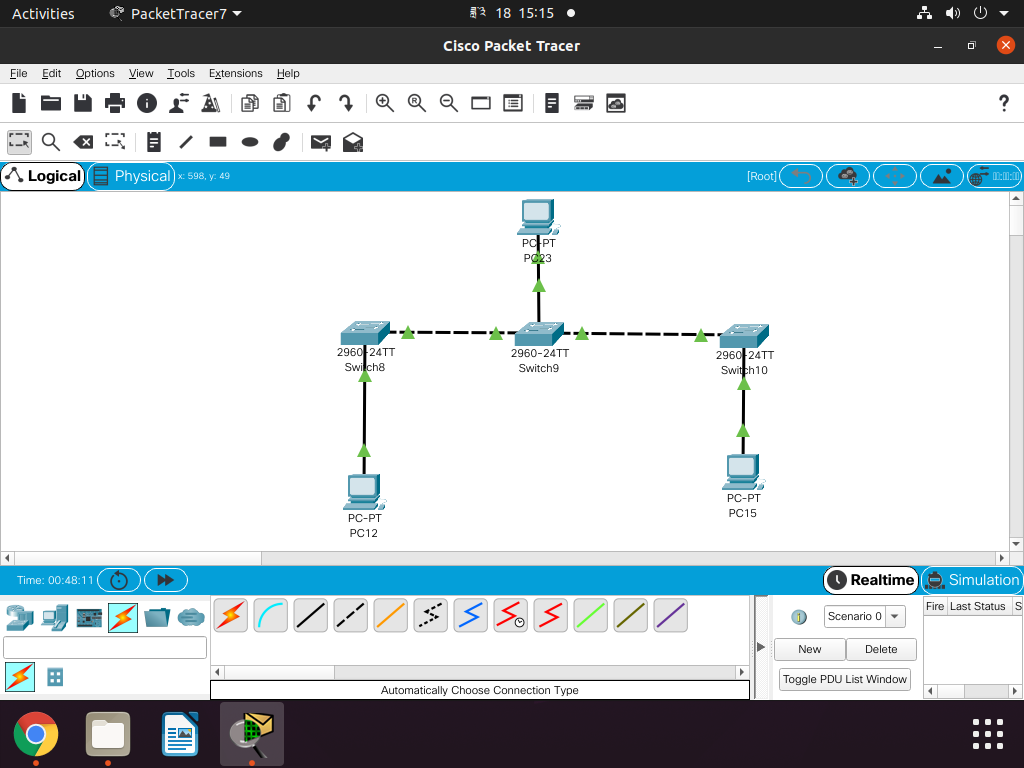 Activities PacketTracer7 18 15:15
Cisco Packet Tracer
File Edit Options View Tools Extensions Help
Logical Physical x: 598, y: 49 [Root]
PC-PT
PC23
2960-24TT
Switch8
2960-24TT
Switch9
2960-24TT
Switch10
PC-PT
PC12
PC-PT
PC15
Time: 00:48:11 Realtime Simulation
Scenario 0
Fire Last Status S
New Delete
Toggle PDU List Window
Automatically Choose Connection Type